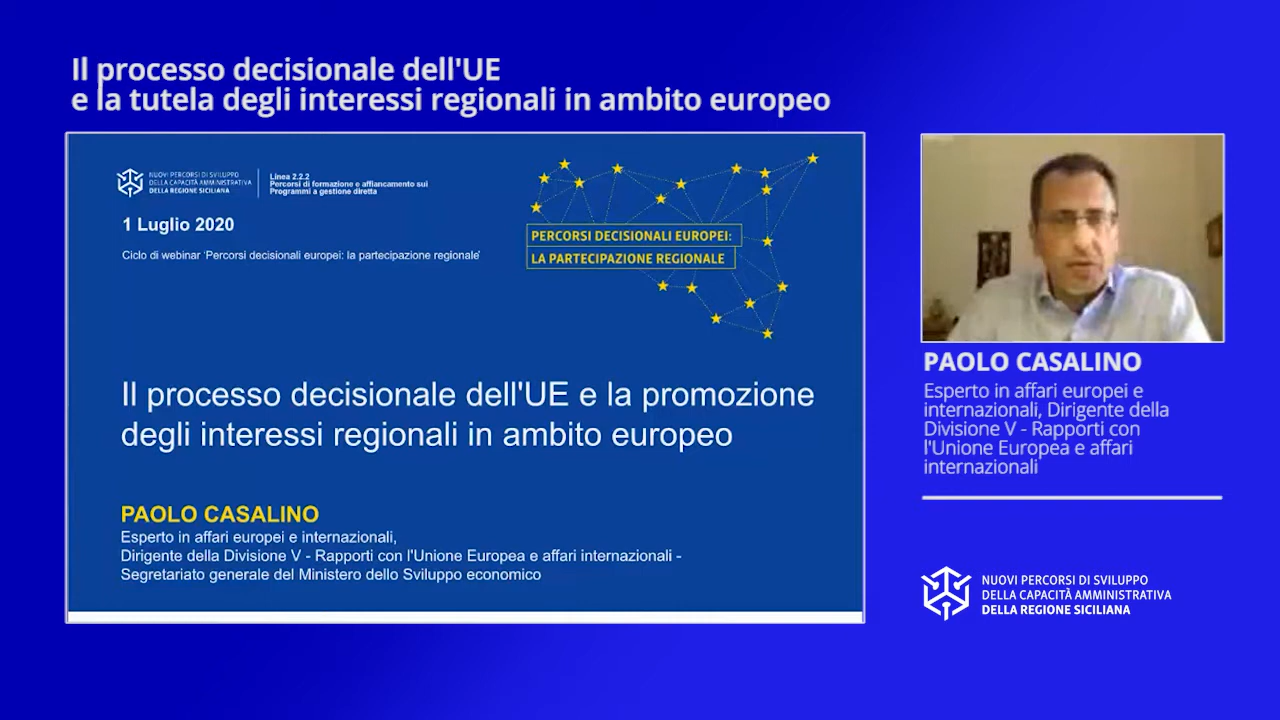 Il processo decisionale dell'UE
e la tutela degli interessi regionali in ambito europeo
NUOVI PERCORSI DI SVILUPPO
DELLA CAPACITÀ AMMINISTRATIVA
DELLA REGIONE SICILIANA
Linea 2.2.2
Percorsi di formazione e affiancamento sui
Programmi a gestione diretta
1 Luglio 2020
Ciclo di webinar 'Percorsi decisionali europei: la partecipazione regionale'
PERCORSI DECISIONALI EUROPEI:
LA PARTECIPAZIONE REGIONALE
Il processo decisionale dell'UE e la promozione
degli interessi regionali in ambito europeo
PAOLO CASALINO
Esperto in affari europei e internazionali,
Dirigente della Divisione V - Rapporti con l'Unione Europea e affari internazionali -
Segretariato generale del Ministero dello Sviluppo economico
PAOLO CASALINO
Esperto in affari europei e
internazionali, Dirigente della
Divisione V - Rapporti con
l'Unione Europea e affari
internazionali
NUOVI PERCORSI DI SVILUPPO
DELLA CAPACITÀ AMMINISTRATIVA
DELLA REGIONE SICILIANA